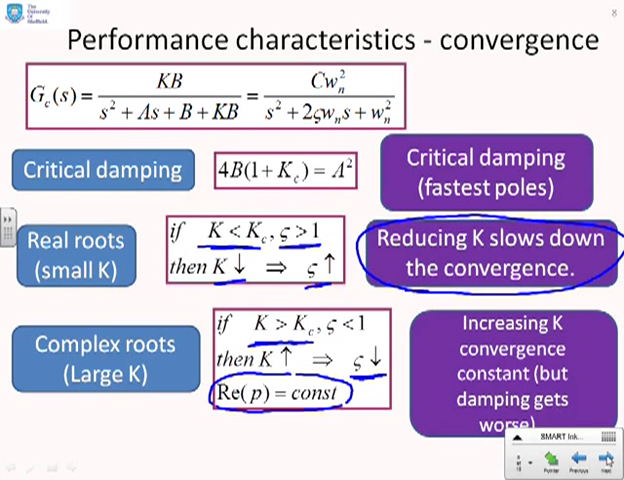 The
University
Of
Sheffield.
8
Performance characteristics - convergence
G_c(s) = KB / (s² + As + B + KB) = Cw_n² / (s² + 2ςw_n s + w_n²)
Critical damping
4B(1 + K_c) = A²
Critical damping
(fastest poles)
Real roots
(small K)
if K < K_c, ς > 1
then K ↓ ⇒ ς ↑
Reducing K slows down
the convergence.
Complex roots
(Large K)
if K > K_c, ς < 1
then K ↑ ⇒ ς ↓
Re(p) = const
Increasing K
convergence
constant (but
damping gets
worse)
SMART Ink...
Pointer
Previous
Next